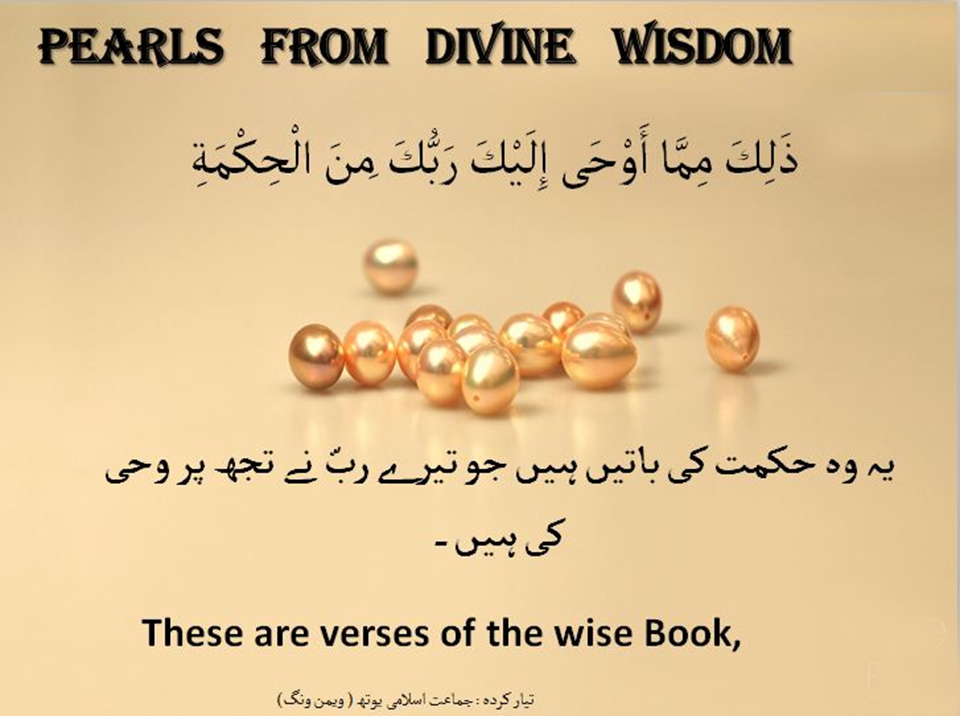 PEARLS FROM DIVINE WISDOM
ذَلِكَ مِمَّا أَوْحَى إِلَيْكَ رَبُّكَ مِنَ الْحِكْمَةِ
یہ وہ حکمت کی باتیں ہیں جو تیرے ربّ نے تجھ پر وحی
کی ہیں ۔
These are verses of the wise Book,
تیار کردہ : جماعت اسلامی یوتھ ( ویمن ونگ )